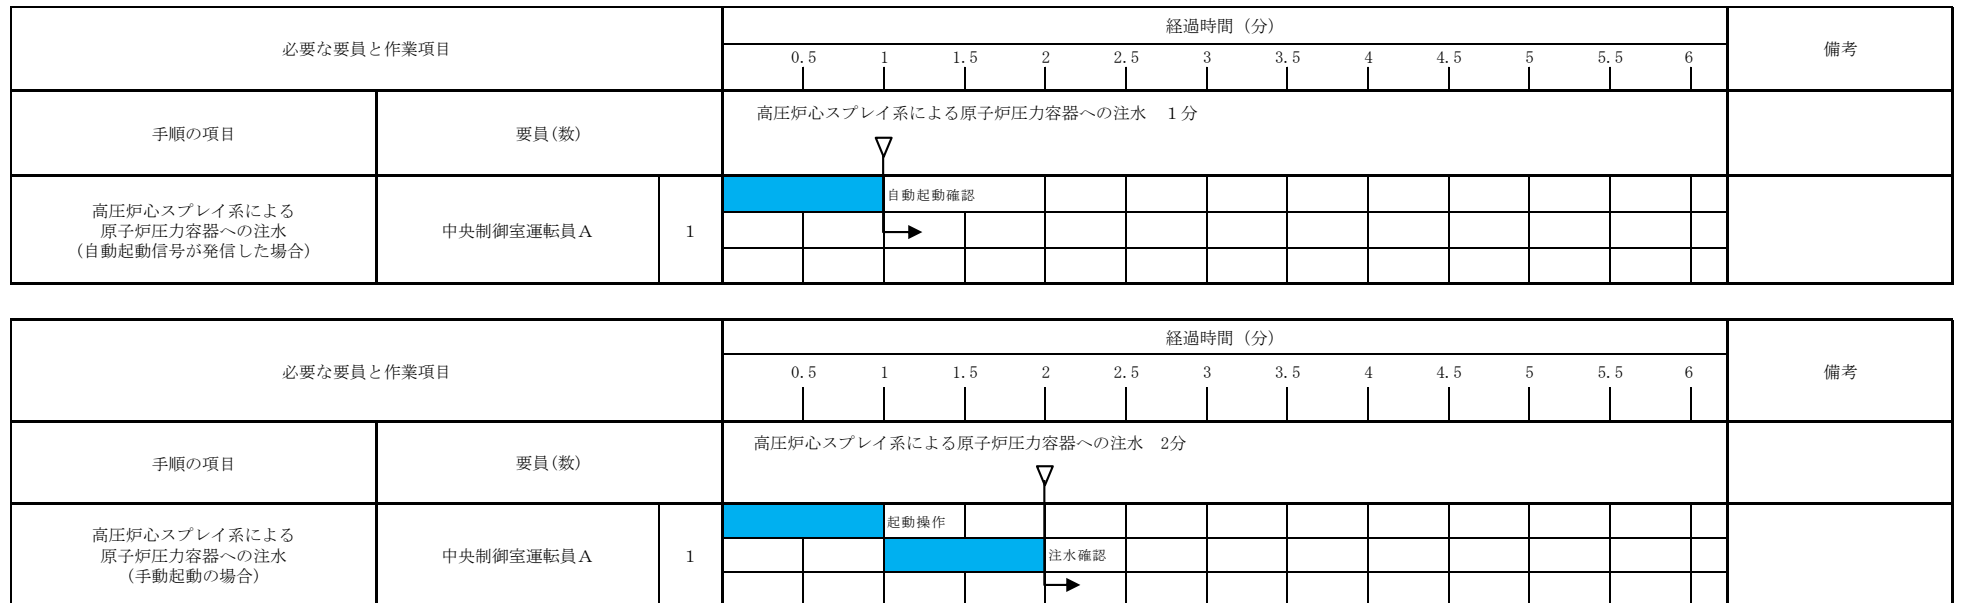 必要な要員と作業項目
経過時間（分）
備考
0.5 1 1.5 2 2.5 3 3.5 4 4.5 5 5.5 6
手順の項目
要員(数)
高圧炉心スプレイ系による原子炉圧力容器への注水　１分
高圧炉心スプレイ系による
原子炉圧力容器への注水
（自動起動信号が発信した場合）
中央制御室運転員Ａ
1
自動起動確認
必要な要員と作業項目
経過時間（分）
備考
0.5 1 1.5 2 2.5 3 3.5 4 4.5 5 5.5 6
手順の項目
要員(数)
高圧炉心スプレイ系による原子炉圧力容器への注水　2分
高圧炉心スプレイ系による
原子炉圧力容器への注水
（手動起動の場合）
中央制御室運転員Ａ
1
起動操作
注水確認